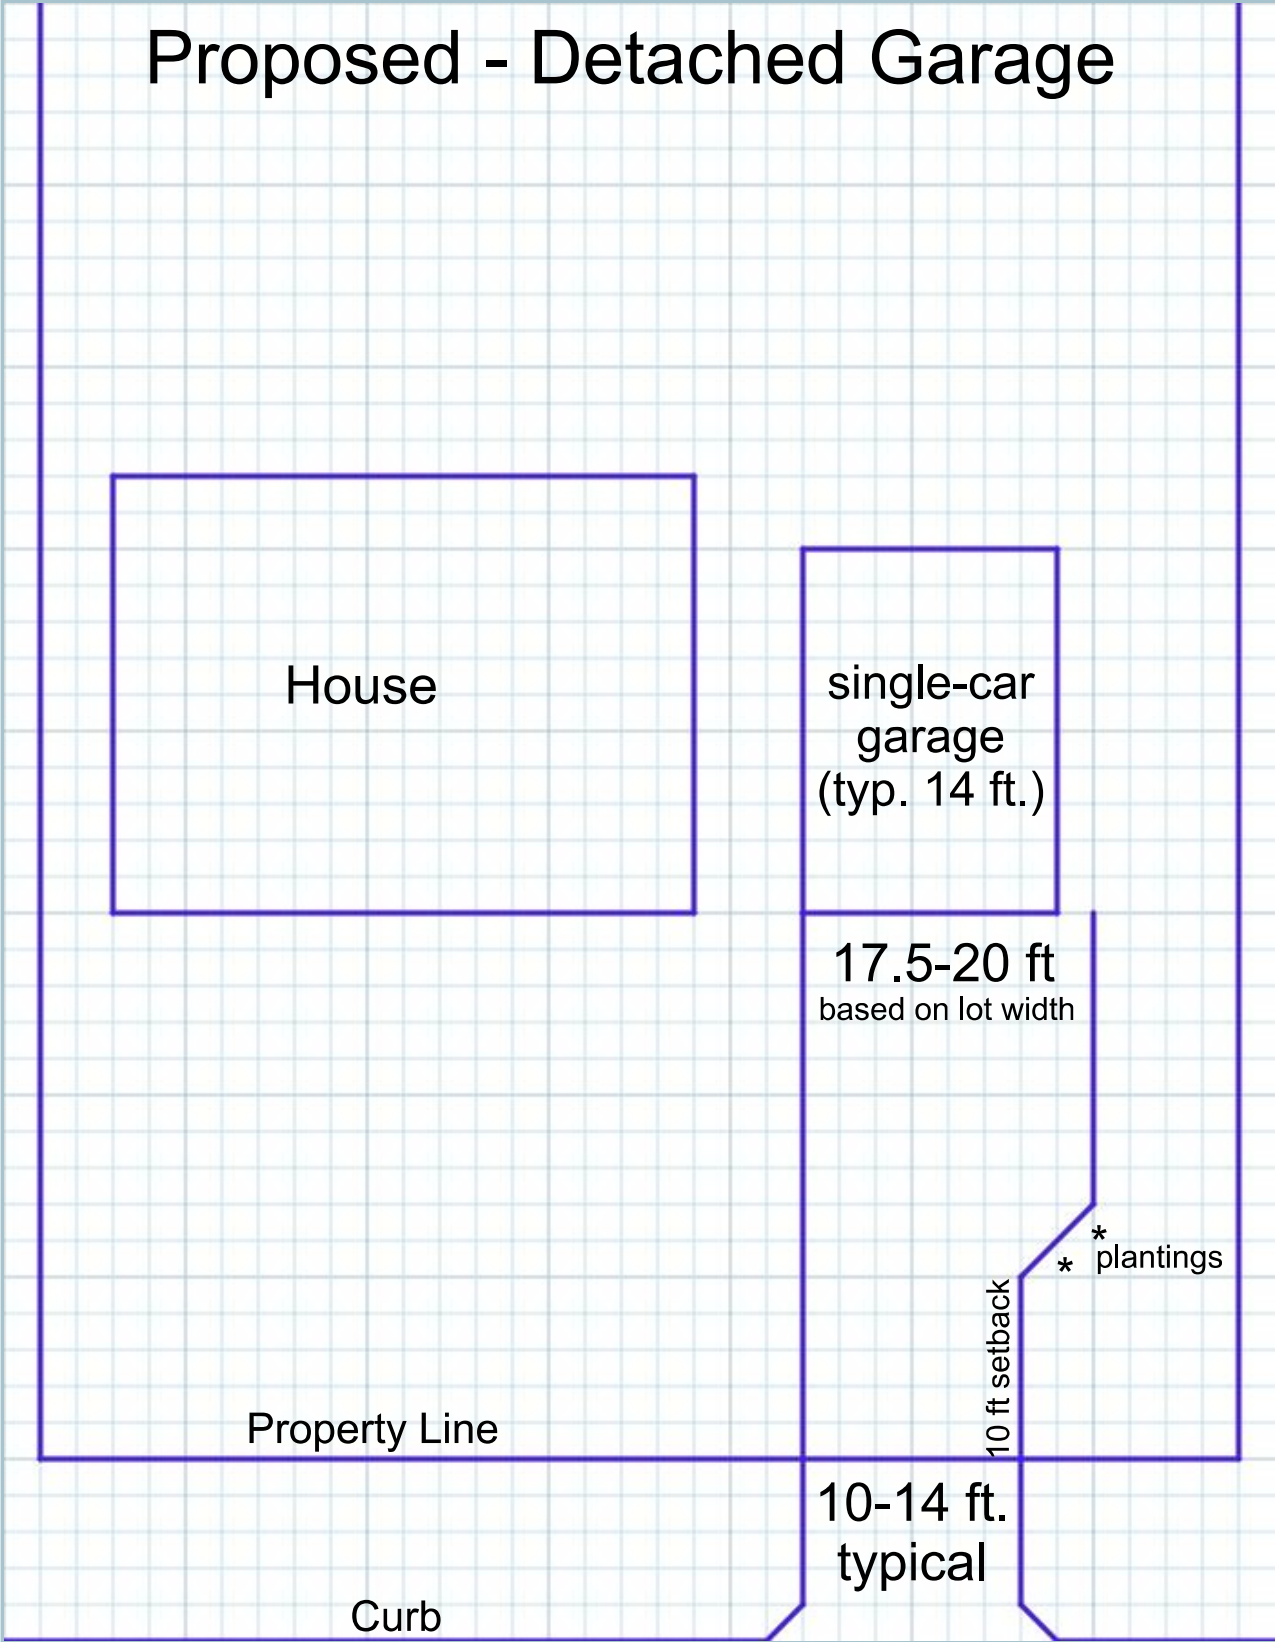 Proposed - Detached Garage
House
single-car
garage
(typ. 14 ft.)
17.5-20 ft
based on lot width
*
*
plantings
10 ft setback
Property Line
10-14 ft.
typical
Curb